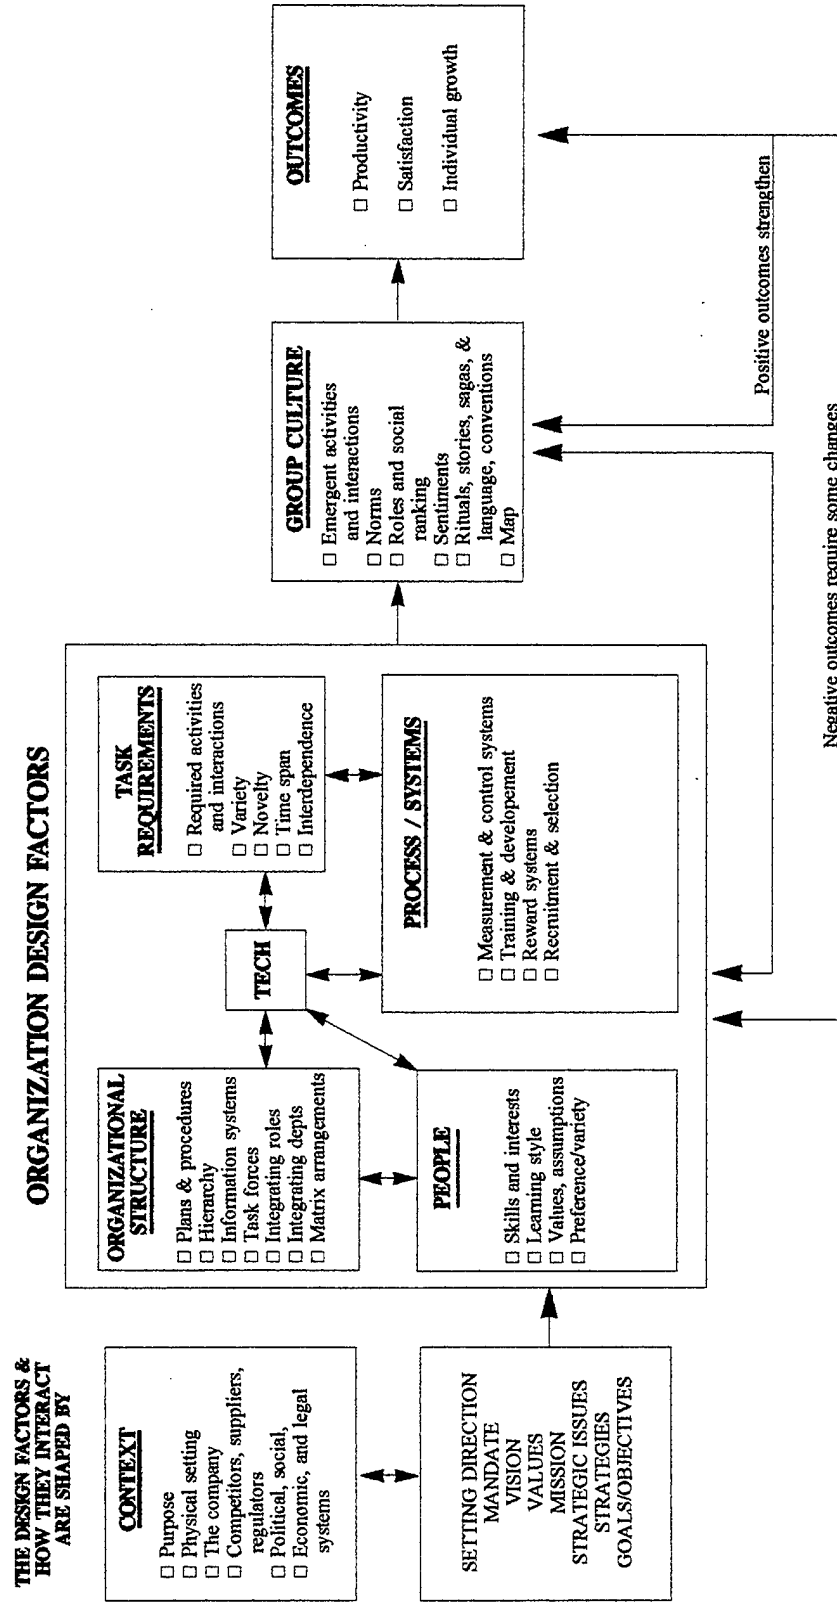 ORGANIZATION DESIGN FACTORS
THE DESIGN FACTORS &
HOW THEY INTERACT
ARE SHAPED BY
CONTEXT
□ Purpose
□ Physical setting
□ The company
□ Competitors, suppliers,
regulators
□ Political, social,
□ Economic, and legal
systems
SETTING DIRECTION
MANDATE
VISION
VALUES
MISSION
STRATEGIC ISSUES
STRATEGIES
GOALS/OBJECTIVES
ORGANIZATIONAL
STRUCTURE
□ Plans & procedures
□ Hierarchy
□ Information systems
□ Task forces
□ Integrating roles
□ Integrating depts
□ Matrix arrangements
PEOPLE
□ Skills and interests
□ Learning style
□ Values, assumptions
□ Preference/variety
TECH
TASK
REQUIREMENTS
□ Required activities
and interactions
□ Variety
□ Novelty
□ Time span
□ Interdependence
PROCESS / SYSTEMS
□ Measurement & control systems
□ Training & developement
□ Reward systems
□ Recruitment & selection
GROUP CULTURE
□ Emergent activities
and interactions
□ Norms
□ Roles and social
ranking
□ Sentiments
□ Rituals, stories, sagas, &
language, conventions
□ Map
OUTCOMES
□ Productivity
□ Satisfaction
□ Individual growth
Positive outcomes strengthen
Negative outcomes require some changes